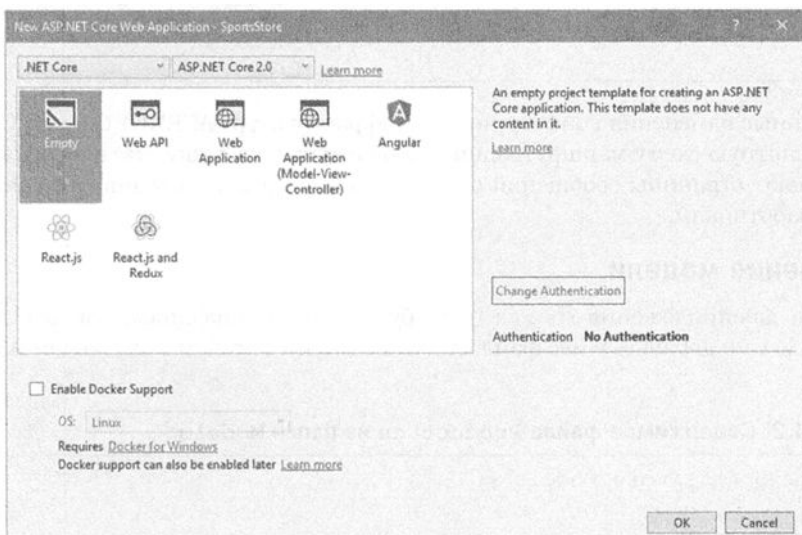 New ASP.NET Core Web Application - SportsStore
? ×
.NET Core ASP.NET Core 2.0 Learn more
Empty
Web API
Web Application
Web Application (Model-View-Controller)
Angular
React.js
React.js and Redux
An empty project template for creating an ASP.NET
Core application. This template does not have any
content in it.
Learn more
Change Authentication
Authentication No Authentication
Enable Docker Support
OS: Linux
Requires Docker for Windows
Docker support can also be enabled later Learn more
OK Cancel